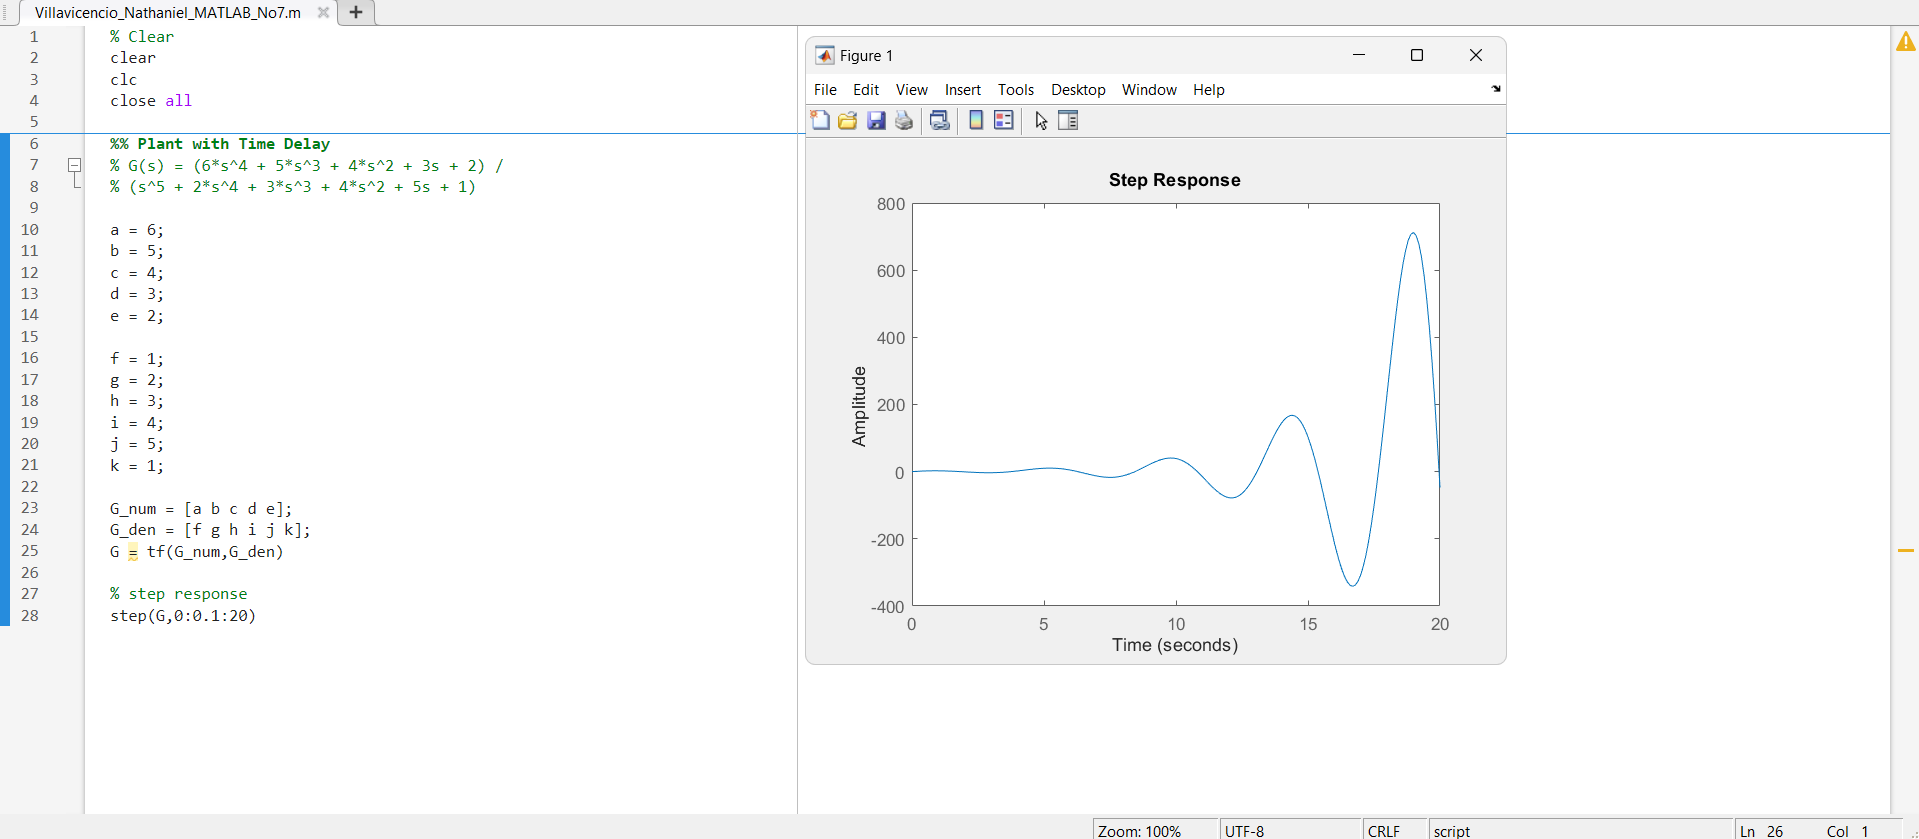 Villavicencio_Nathaniel_MATLAB_No7.m
1 % Clear
2 clear
3 clc
4 close all
5
6 %% Plant with Time Delay
7 % G(s) = (6*s^4 + 5*s^3 + 4*s^2 + 3s + 2) /
8 % (s^5 + 2*s^4 + 3*s^3 + 4*s^2 + 5s + 1)
9
10 a = 6;
11 b = 5;
12 c = 4;
13 d = 3;
14 e = 2;
15
16 f = 1;
17 g = 2;
18 h = 3;
19 i = 4;
20 j = 5;
21 k = 1;
22
23 G_num = [a b c d e];
24 G_den = [f g h i j k];
25 G = tf(G_num,G_den)
26
27 % step response
28 step(G,0:0.1:20)
Figure 1
File Edit View Insert Tools Desktop Window Help
Step Response
800
600
400
200
0
-200
-400
Amplitude
0 5 10 15 20
Time (seconds)
Zoom: 100% UTF-8 CRLF script Ln 26 Col 1